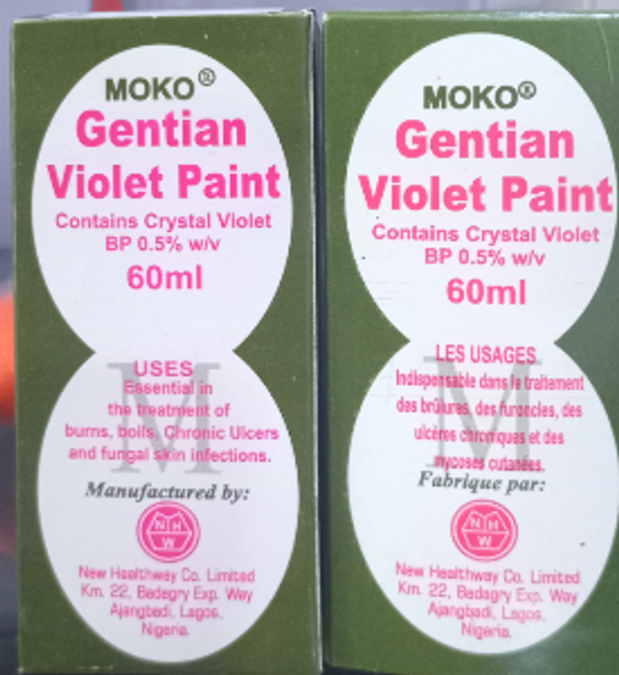 MOKO®
Gentian
Violet Paint
Contains Crystal Violet
BP 0.5% w/v
60ml
M
USES
Essential in
the treatment of
burns, boils, Chronic Ulcers
and fungal skin infections.
Manufactured by:
NHW
New Healthway Co. Limited
Km. 22, Badagry Exp. Way
Ajangbadi, Lagos,
Nigeria.
MOKO®
Gentian
Violet Paint
Contains Crystal Violet
BP 0.5% w/v
60ml
M
LES USAGES
Indispensable dans le traitement
des brûlures, des furoncles, des
ulcères chroniques et des
mycoses cutanées.
Fabrique par:
NHW
New Healthway Co. Limited
Km. 22, Badagry Exp. Way
Ajangbadi, Lagos,
Nigeria.